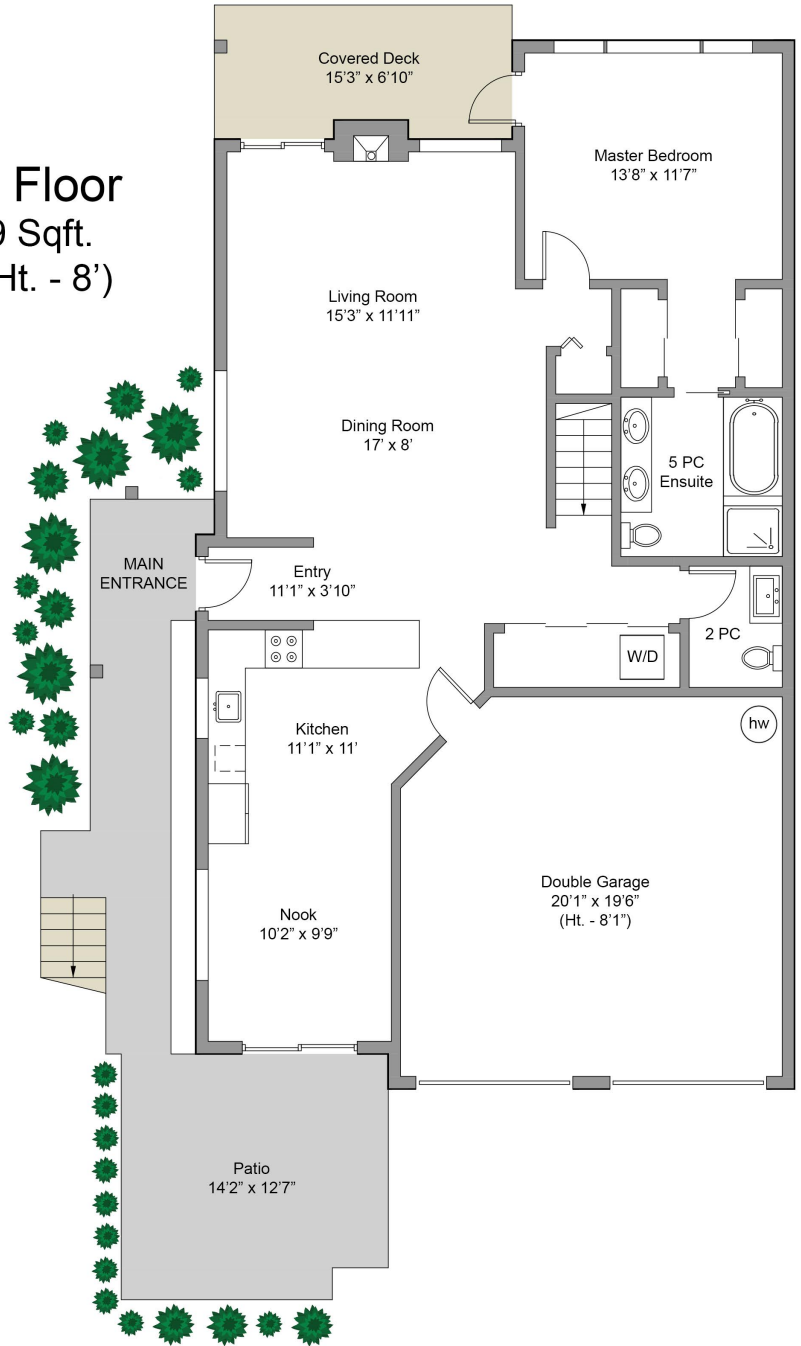 Covered Deck
15'3" x 6'10"
Master Bedroom
13'8" x 11'7"
Floor
9 Sqft.
Ht. - 8')
Living Room
15'3" x 11'11"
Dining Room
17' x 8'
5 PC
Ensuite
MAIN
ENTRANCE
Entry
11'1" x 3'10"
2 PC
W/D
hw
Kitchen
11'1" x 11'
Double Garage
20'1" x 19'6"
(Ht. - 8'1")
Nook
10'2" x 9'9"
Patio
14'2" x 12'7"